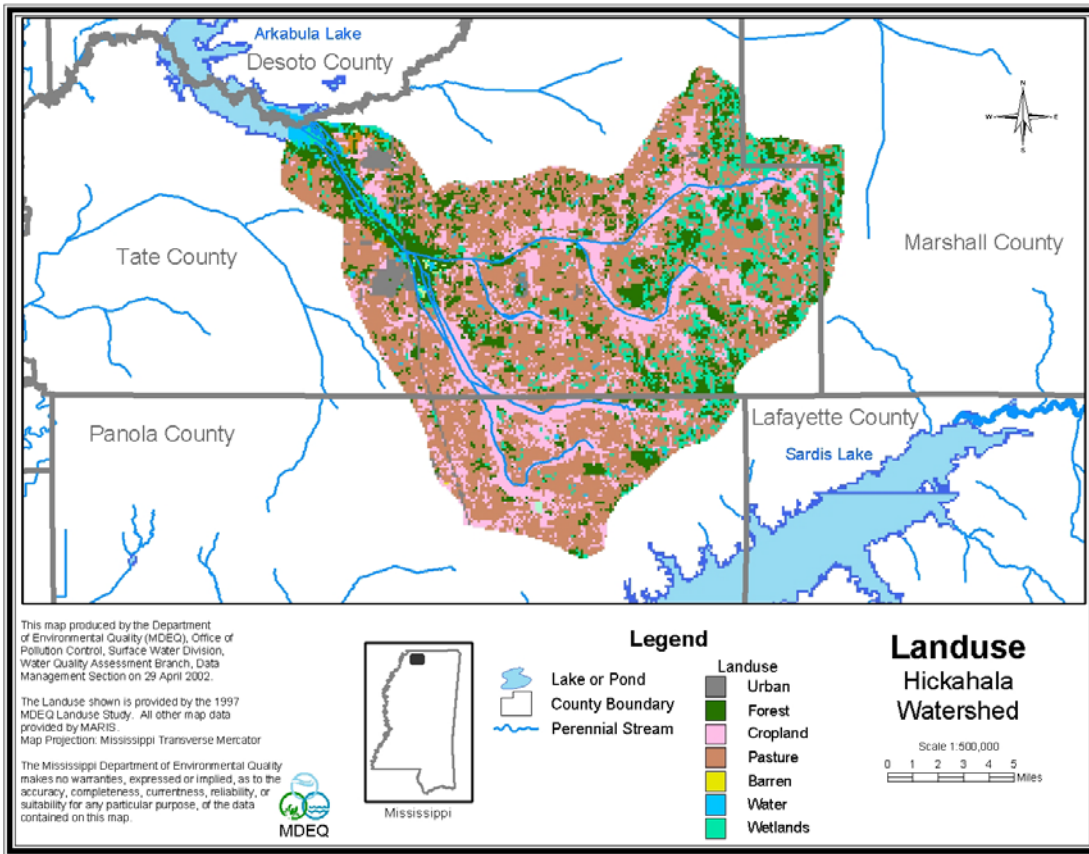 Arkabula Lake
Desoto County
N
W
E
S
Tate County
Marshall County
Panola County
Lafayette County
Sardis Lake
This map produced by the Department
of Environmental Quality (MDEQ), Office of
Pollution Control, Surface Water Division,
Water Quality Assessment Branch, Data
Management Section on 29 April 2002.
The Landuse shown is provided by the 1997
MDEQ Landuse Study. All other map data
provided by MARIS.
Map Projection: Mississippi Transverse Mercator
The Mississippi Department of Environmental Quality
makes no warranties, expressed or implied, as to the
accuracy, completeness, currentness, reliability, or
suitability for any particular purpose, of the data
contained on this map.
MDEQ
Mississippi
Legend
Lake or Pond
County Boundary
Perennial Stream
Landuse
Urban
Forest
Cropland
Pasture
Barren
Water
Wetlands
Landuse
Hickahala
Watershed
Scale 1:500,000
0 1 2 3 4 5
Miles